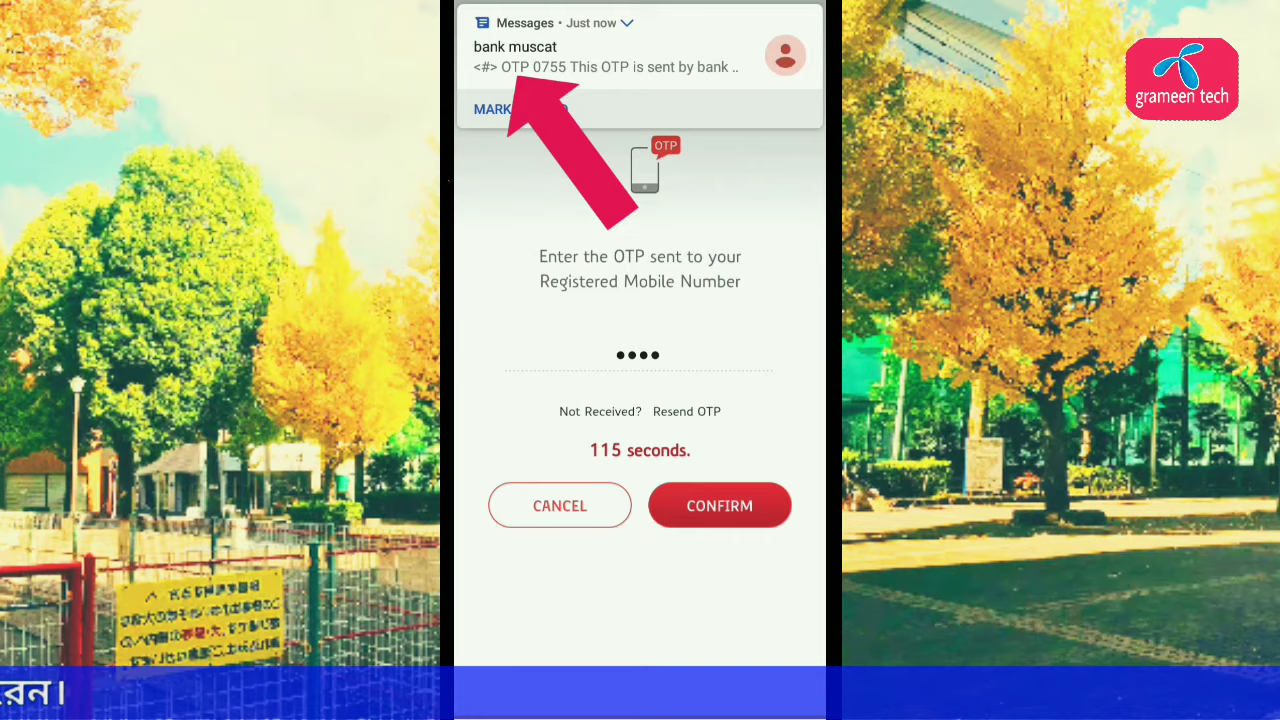 Messages • Just now
bank muscat
<#> OTP 0755 This OTP is sent by bank ..
MARK
grameen tech
OTP
Enter the OTP sent to your
Registered Mobile Number
Not Received? Resend OTP
115 seconds.
CANCEL
CONFIRM
রেন।